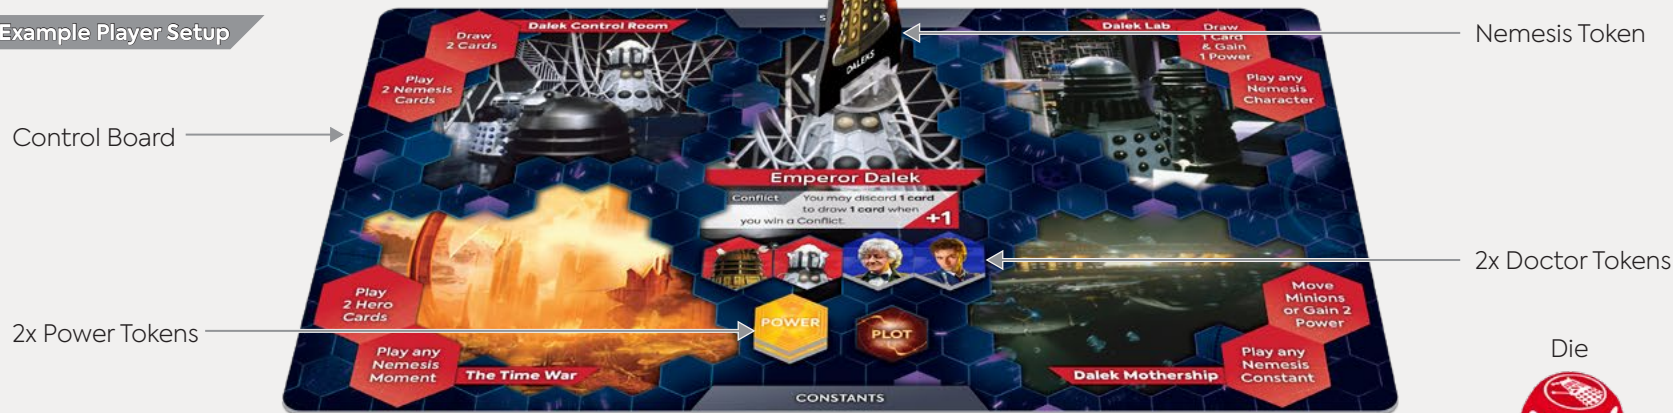 Example Player Setup
Dalek Control Room
Draw
2 Cards
Play
2 Nemesis
Cards
DALEKS
Dalek Lab
Draw
1 Card
& Gain
1 Power
Play any
Nemesis
Character
Nemesis Token
Control Board
Emperor Dalek
Conflict
You may discard 1 card
to draw 1 card when
you win a Conflict.
+1
2x Doctor Tokens
Play
2 Hero
Cards
Play any
Nemesis
Moment
The Time War
2x Power Tokens
POWER
PLOT
Move
Minions
or Gain 2
Power
Play any
Nemesis
Constant
Dalek Mothership
CONSTANTS
Die